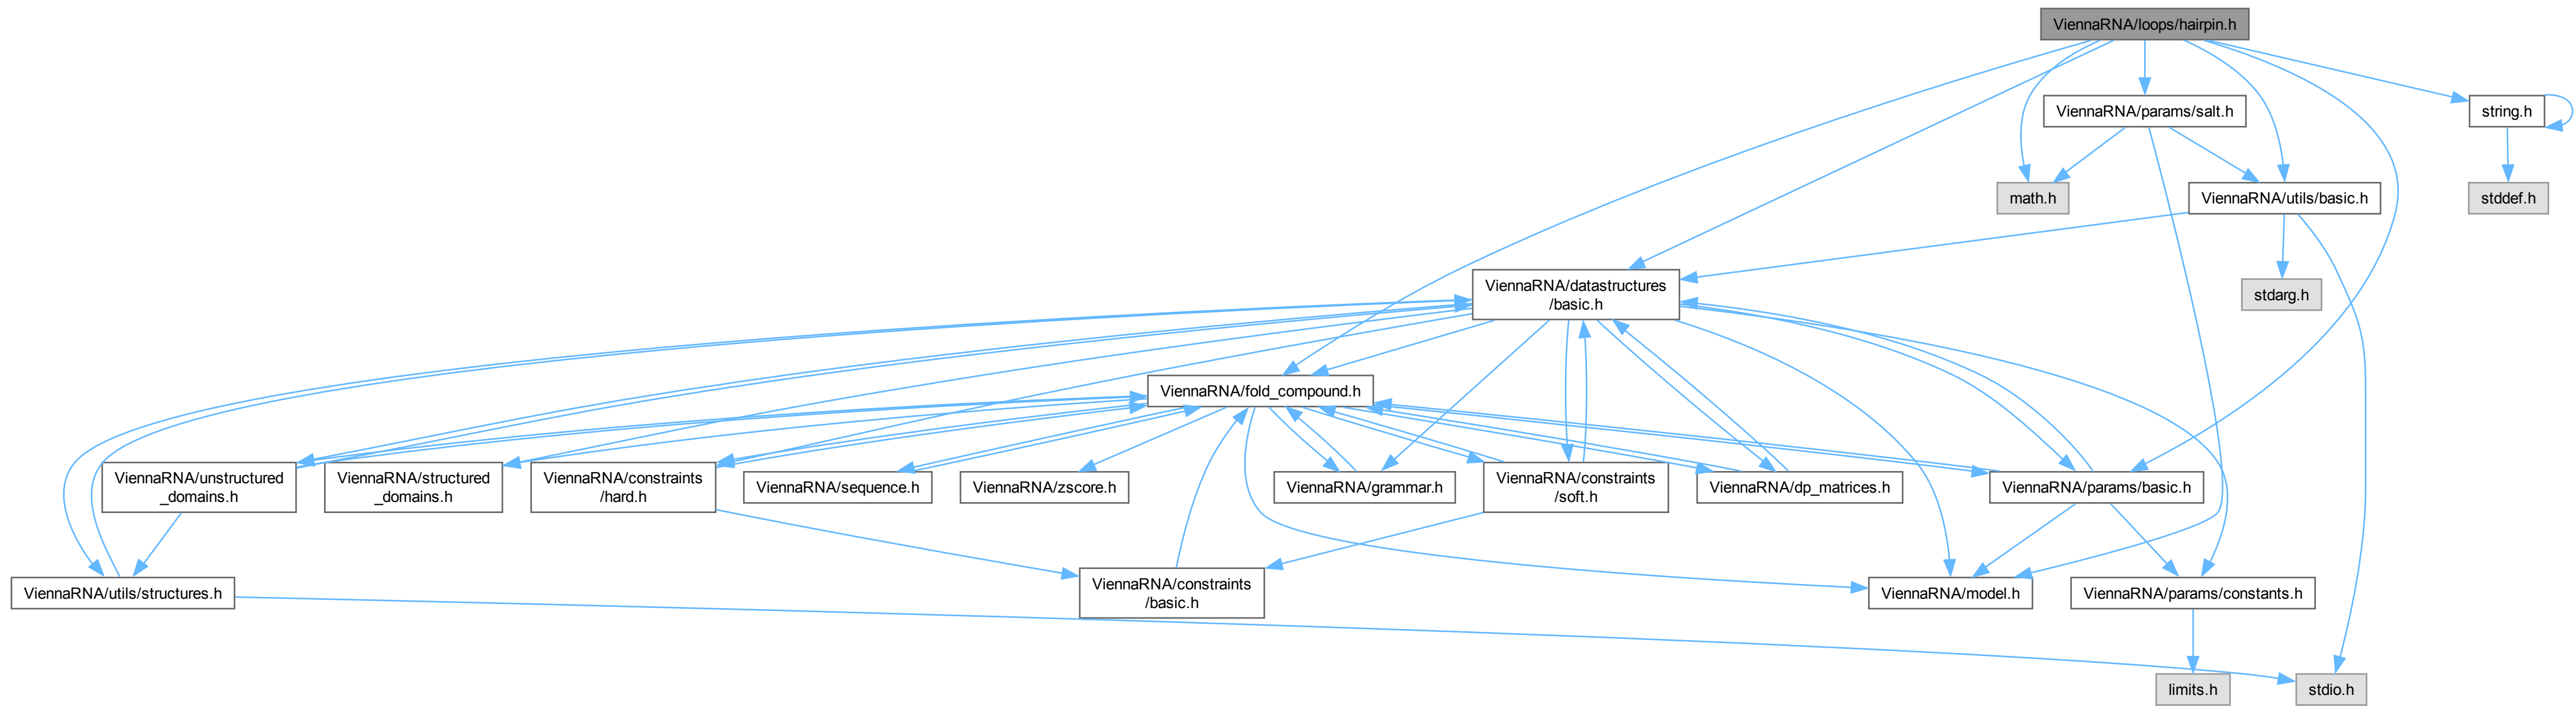 ViennaRNA/loops/hairpin.h
ViennaRNA/params/salt.h
string.h
math.h
ViennaRNA/utils/basic.h
stddef.h
ViennaRNA/datastructures
/basic.h
stdarg.h
ViennaRNA/fold_compound.h
ViennaRNA/unstructured
_domains.h
ViennaRNA/structured
_domains.h
ViennaRNA/constraints
/hard.h
ViennaRNA/sequence.h
ViennaRNA/zscore.h
ViennaRNA/grammar.h
ViennaRNA/constraints
/soft.h
ViennaRNA/dp_matrices.h
ViennaRNA/params/basic.h
ViennaRNA/utils/structures.h
ViennaRNA/constraints
/basic.h
ViennaRNA/model.h
ViennaRNA/params/constants.h
limits.h
stdio.h